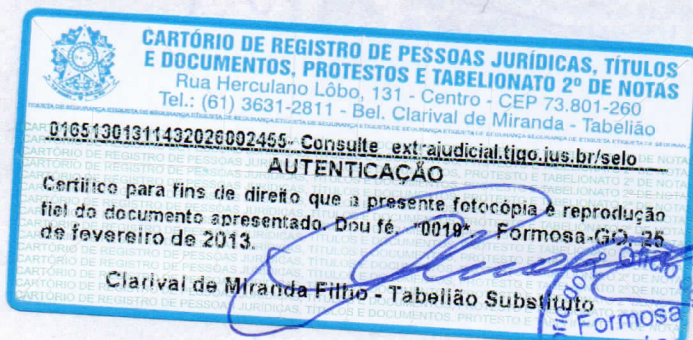 CARTÓRIO DE REGISTRO DE PESSOAS JURÍDICAS, TÍTULOS
E DOCUMENTOS, PROTESTOS E TABELIONATO 2º DE NOTAS
Rua Herculano Lôbo, 131 - Centro - CEP 73.801-260
Tel.: (61) 3631-2811 - Bel. Clarival de Miranda - Tabélião
01651301311432026002455- Consulte extrajudicial.tjgo.jus.br/selo
AUTENTICAÇÃO
Certifico para fins de direito que a presente fotocópia é reprodução
fiel do documento apresentado. Dou fé. *0019*. Formosa-GO, 25
de fevereiro de 2013.
Clarival de Miranda Filho - Tabelião Substituto
Ofício
Formosa